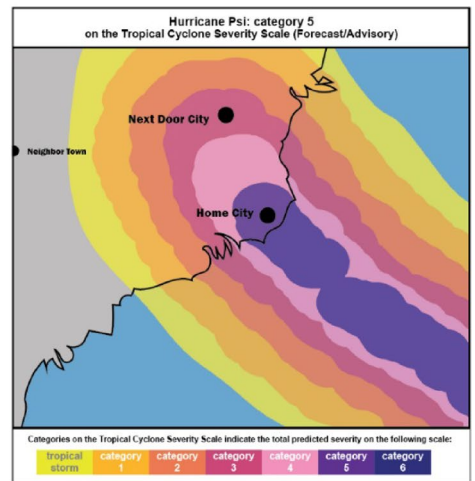 Hurricane Psi: category 5
on the Tropical Cyclone Severity Scale (Forecast/Advisory)
Next Door City
Neighbor Town
Home City
Categories on the Tropical Cyclone Severity Scale indicate the total predicted severity on the following scale:
tropical storm
category 1
category 2
category 3
category 4
category 5
category 6